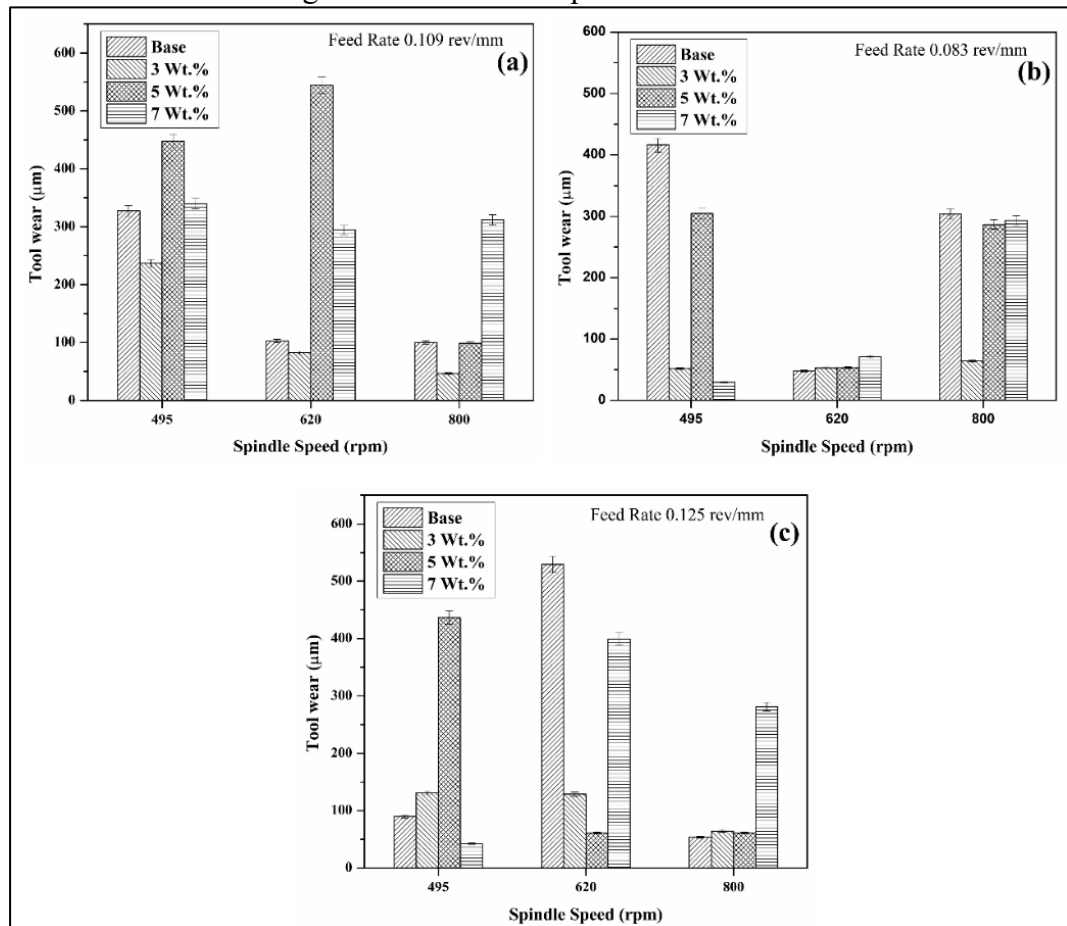 Base
3 Wt.%
5 Wt.%
7 Wt.%
Feed Rate 0.109 rev/mm
(a)
600
500
400
300
200
100
0
Tool wear (µm)
495
620
800
Spindle Speed (rpm)
Base
3 Wt.%
5 Wt.%
7 Wt.%
Feed Rate 0.083 rev/mm
(b)
600
500
400
300
200
100
0
Tool wear (µm)
495
620
800
Spindle Speed (rpm)
Base
3 Wt.%
5 Wt.%
7 Wt.%
Feed Rate 0.125 rev/mm
(c)
600
500
400
300
200
100
0
Tool wear (µm)
495
620
800
Spindle Speed (rpm)